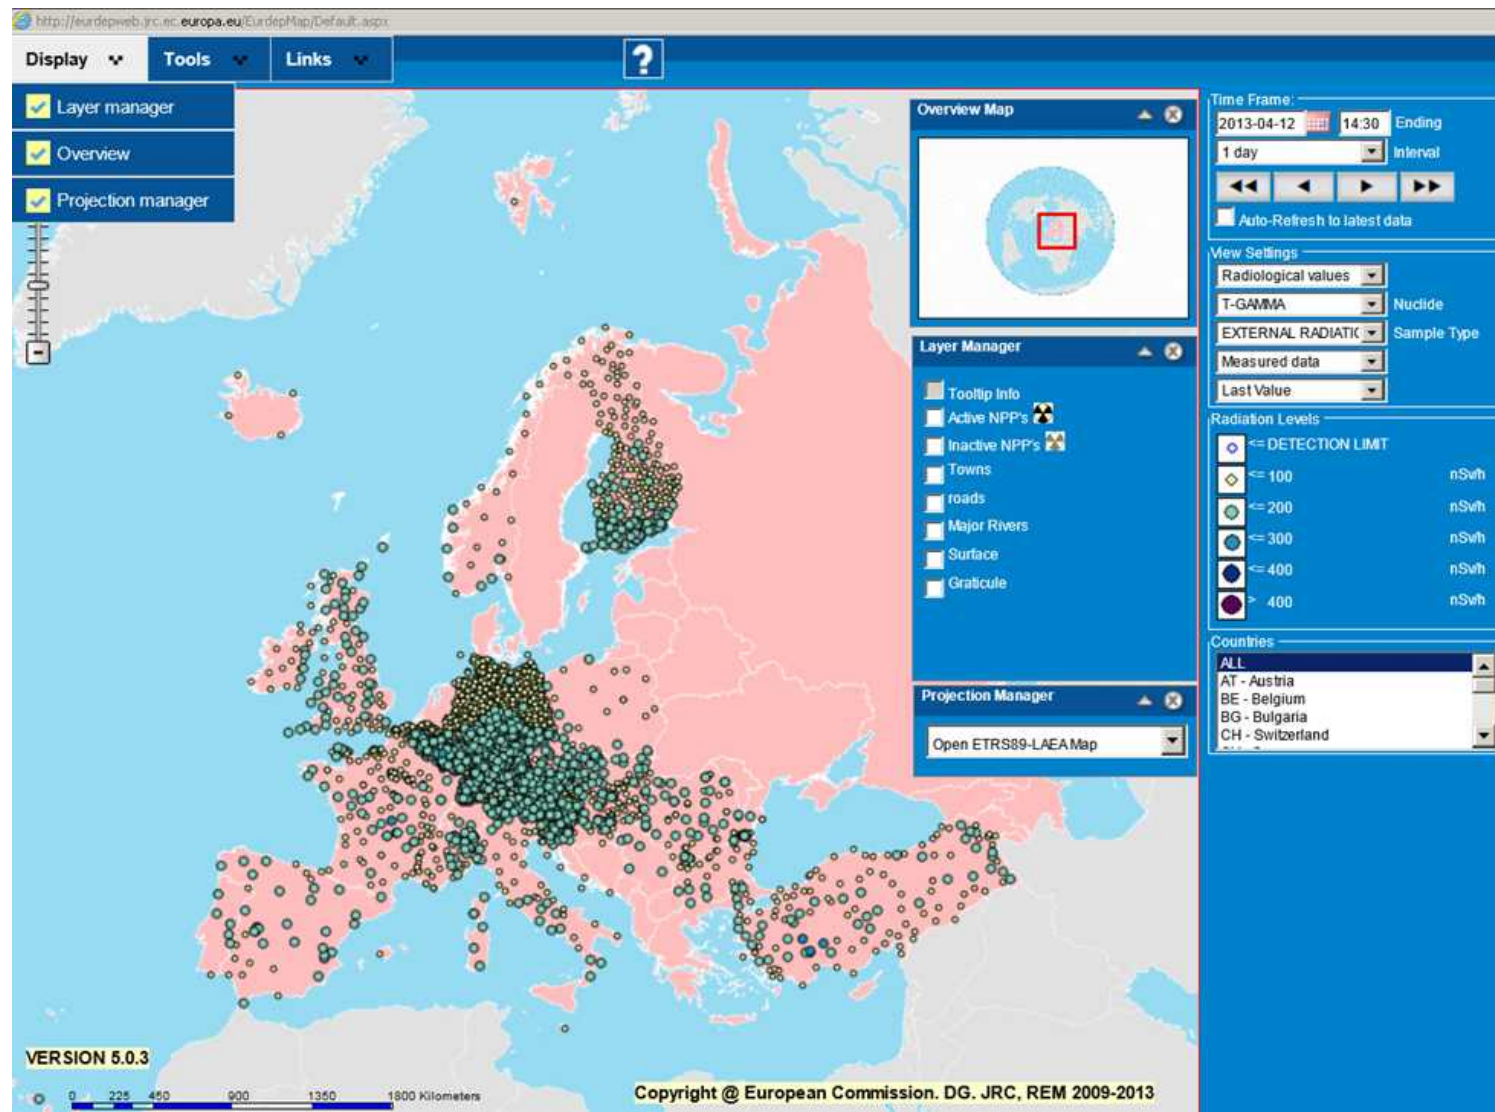 http://eurdepweb.jrc.ec.europa.eu/EurdepMap/Default.aspx
Display Tools Links ?
Layer manager
Overview
Projection manager
Overview Map
Layer Manager
Tooltip Info
Active NPP's
Inactive NPP's
Towns
roads
Major Rivers
Surface
Graticule
Projection Manager
Open ETRS89-LAEA Map
Time Frame:
2013-04-12 14:30 Ending
1 day Interval
Auto-Refresh to latest data
View Settings
Radiological values
T-GAMMA Nuclide
EXTERNAL RADIATIO Sample Type
Measured data
Last Value
Radiation Levels
<= DETECTION LIMIT
<= 100 nSv/h
<= 200 nSv/h
<= 300 nSv/h
<= 400 nSv/h
> 400 nSv/h
Countries
ALL
AT - Austria
BE - Belgium
BG - Bulgaria
CH - Switzerland
VERSION 5.0.3
0 225 450 900 1350 1800 Kilometers
Copyright @ European Commission. DG. JRC, REM 2009-2013